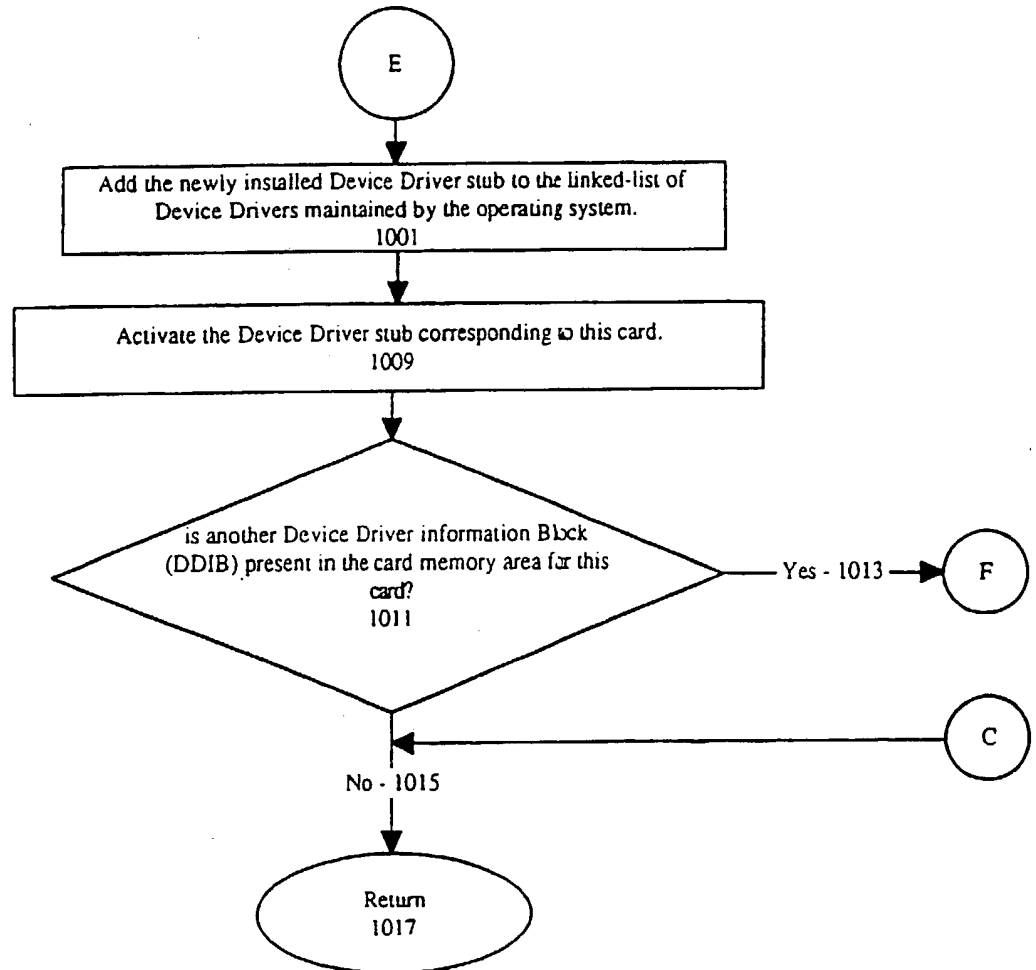 E
Add the newly installed Device Driver stub to the linked-list of
Device Drivers maintained by the operating system.
1001
Activate the Device Driver stub corresponding to this card.
1009
is another Device Driver information Block
(DDIB) present in the card memory area for this
card?
1011
Yes - 1013
F
C
No - 1015
Return
1017